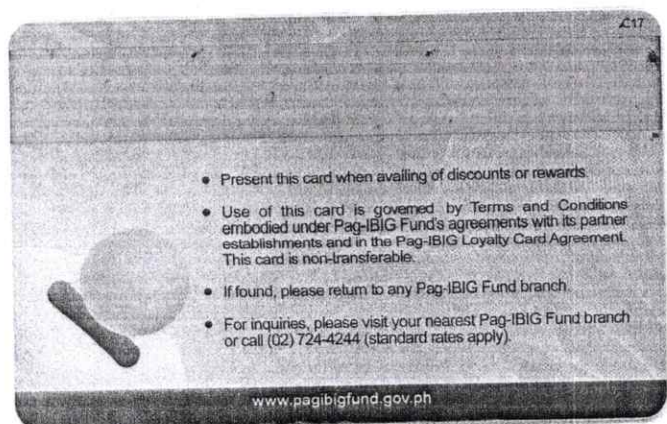 C17
• Present this card when availing of discounts or rewards.
• Use of this card is governed by Terms and Conditions
embodied under Pag-IBIG Fund's agreements with its partner
establishments and in the Pag-IBIG Loyalty Card Agreement.
This card is non-transferable.
• If found, please return to any Pag-IBIG Fund branch.
• For inquiries, please visit your nearest Pag-IBIG Fund branch
or call (02) 724-4244 (standard rates apply).
www.pagibigfund.gov.ph